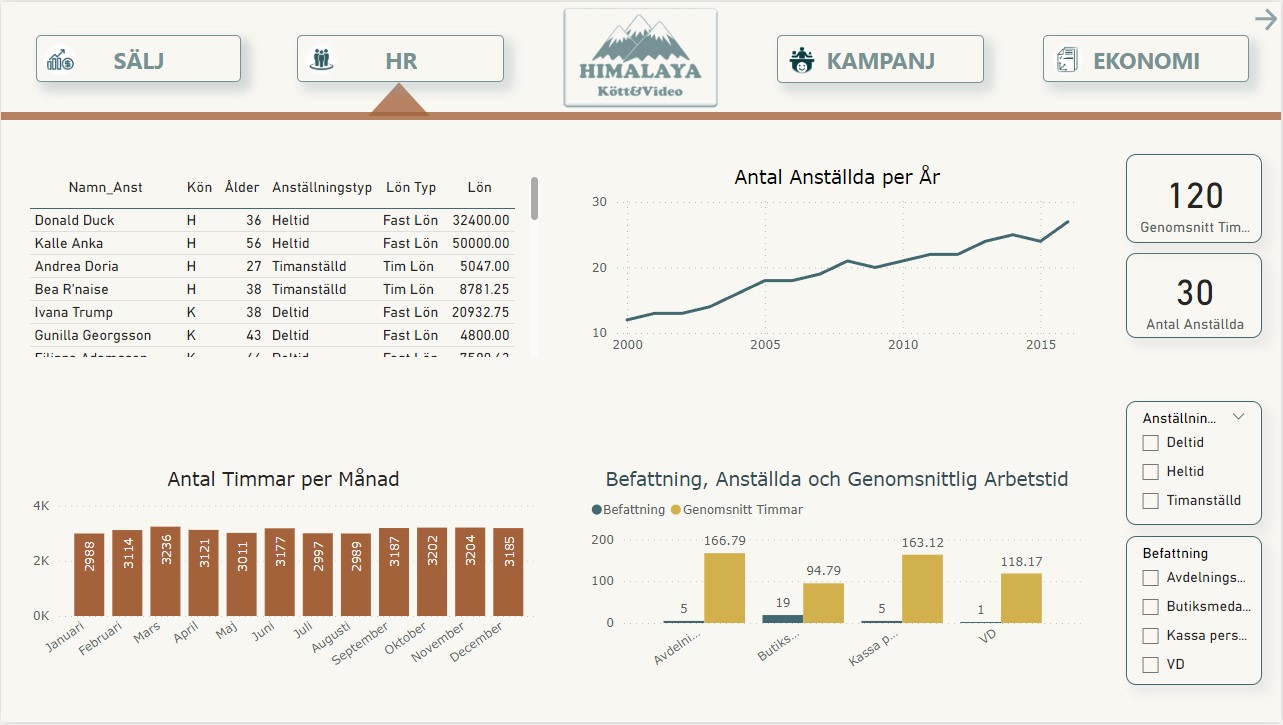 SÄLJ
HR
HIMALAYA
Kött&Video
KAMPANJ
EKONOMI
Namn_Anst Kön Ålder Anställningstyp Lön Typ Lön
Donald Duck H 36 Heltid Fast Lön 32400.00
Kalle Anka H 56 Heltid Fast Lön 50000.00
Andrea Doria H 27 Timanställd Tim Lön 5047.00
Bea R'naise H 38 Timanställd Tim Lön 8781.25
Ivana Trump K 38 Deltid Fast Lön 20932.75
Gunilla Georgsson K 43 Deltid Fast Lön 4800.00
Antal Anställda per År
30
20
10
2000 2005 2010 2015
120
Genomsnitt Tim...
30
Antal Anställda
Antal Timmar per Månad
4K
2K
0K
2988 3114 3236 3121 3011 3177 2997 2989 3187 3202 3204 3185
Januari Februari Mars April Maj Juni Juli Augusti September Oktober November December
Befattning, Anställda och Genomsnittlig Arbetstid
Befattning Genomsnitt Timmar
200
100
0
5 166.79 19 94.79 5 163.12 1 118.17
Avdelni... Butiks... Kassa p... VD
Anställnin...
Deltid
Heltid
Timanställd
Befattning
Avdelnings...
Butiksmeda...
Kassa pers...
VD